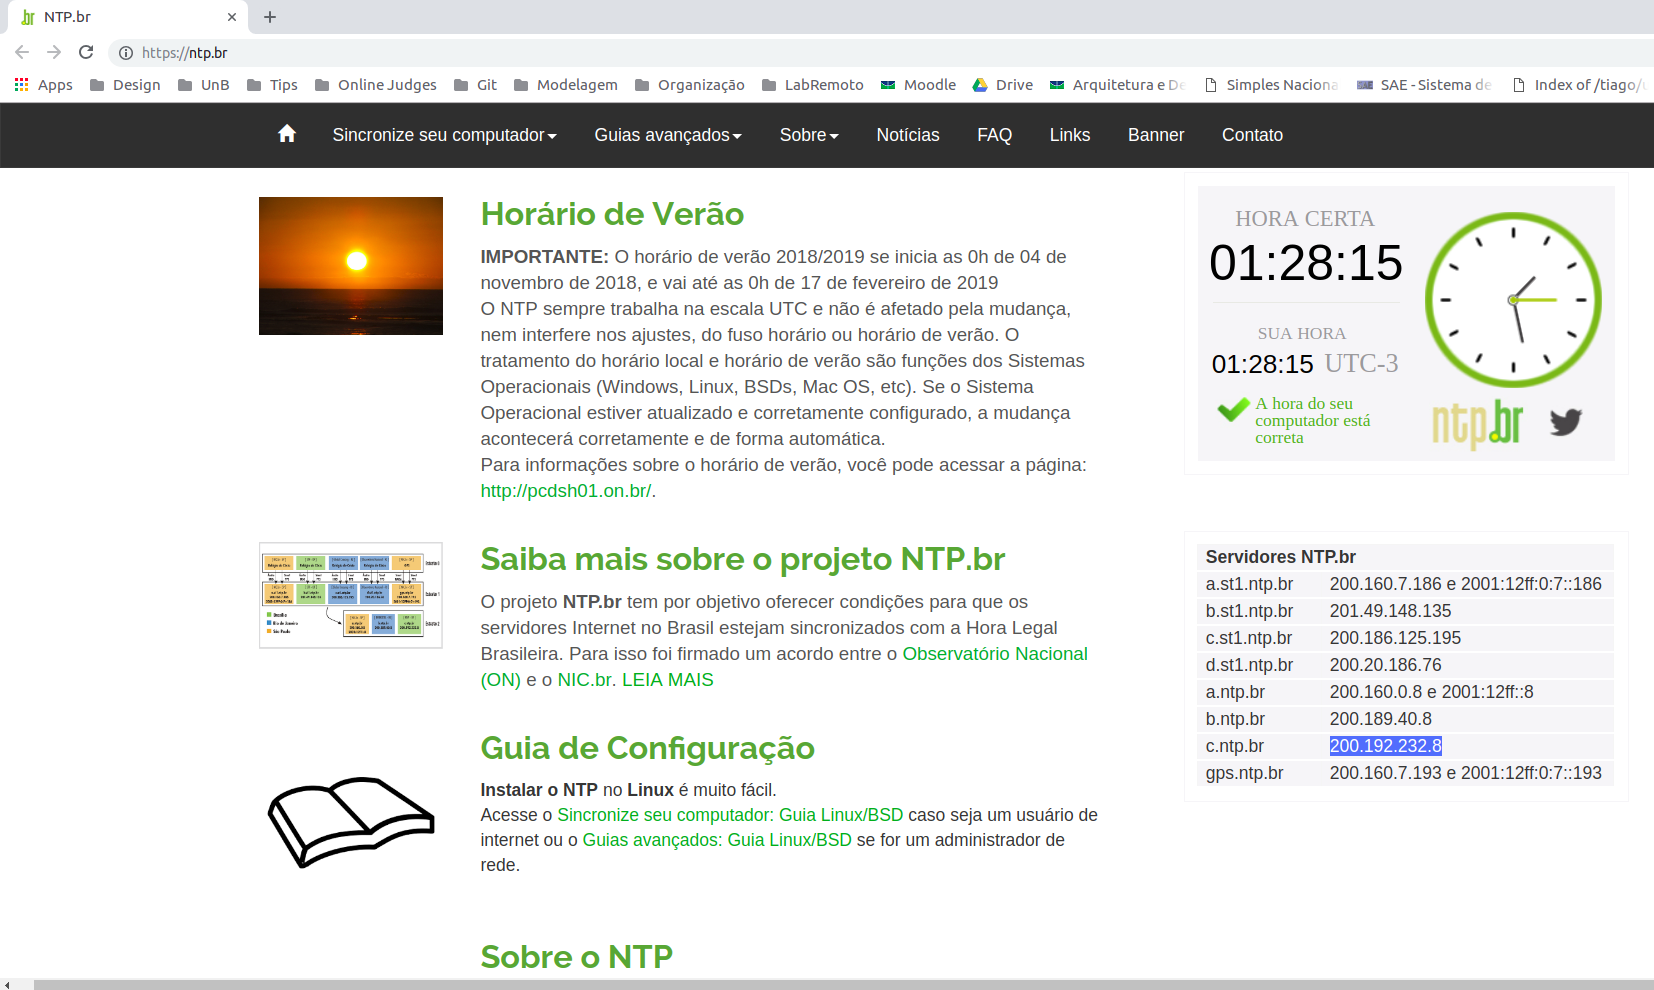 NTP.br
https://ntp.br
Apps Design UnB Tips Online Judges Git Modelagem Organização LabRemoto Moodle Drive Arquitetura e De Simples Naciona SAE - Sistema de Index of /tiago/u
Sincronize seu computador Guias avançados Sobre Notícias FAQ Links Banner Contato
Horário de Verão
IMPORTANTE: O horário de verão 2018/2019 se inicia as 0h de 04 de
novembro de 2018, e vai até as 0h de 17 de fevereiro de 2019
O NTP sempre trabalha na escala UTC e não é afetado pela mudança,
nem interfere nos ajustes, do fuso horário ou horário de verão. O
tratamento do horário local e horário de verão são funções dos Sistemas
Operacionais (Windows, Linux, BSDs, Mac OS, etc). Se o Sistema
Operacional estiver atualizado e corretamente configurado, a mudança
acontecerá corretamente e de forma automática.
Para informações sobre o horário de verão, você pode acessar a página:
http://pcdsh01.on.br/.
Saiba mais sobre o projeto NTP.br
O projeto NTP.br tem por objetivo oferecer condições para que os
servidores Internet no Brasil estejam sincronizados com a Hora Legal
Brasileira. Para isso foi firmado um acordo entre o Observatório Nacional
(ON) e o NIC.br. LEIA MAIS
Guia de Configuração
Instalar o NTP no Linux é muito fácil.
Acesse o Sincronize seu computador: Guia Linux/BSD caso seja um usuário de
internet ou o Guias avançados: Guia Linux/BSD se for um administrador de
rede.
Sobre o NTP
HORA CERTA
01:28:15
SUA HORA
01:28:15 UTC-3
A hora do seu
computador está
correta
ntp.br
Servidores NTP.br
a.st1.ntp.br 200.160.7.186 e 2001:12ff:0:7::186
b.st1.ntp.br 201.49.148.135
c.st1.ntp.br 200.186.125.195
d.st1.ntp.br 200.20.186.76
a.ntp.br 200.160.0.8 e 2001:12ff::8
b.ntp.br 200.189.40.8
c.ntp.br 200.192.232.8
gps.ntp.br 200.160.7.193 e 2001:12ff:0:7::193